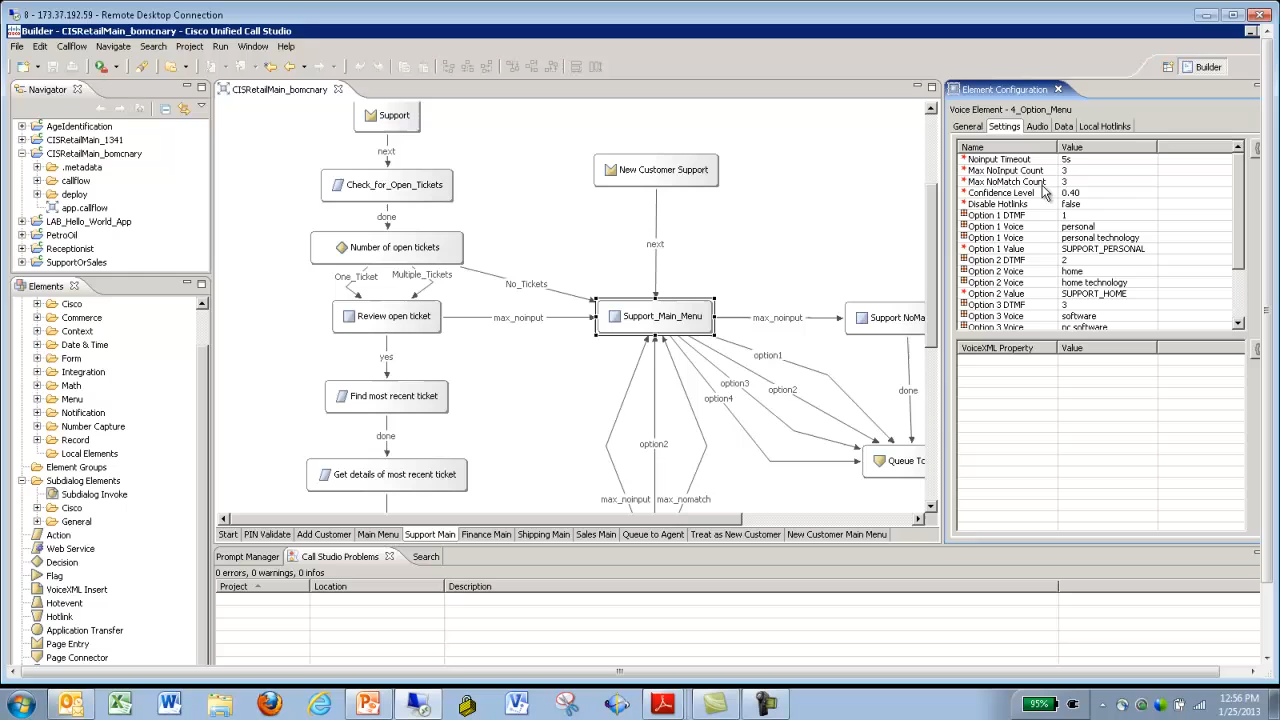 8 - 173.37.192.59 - Remote Desktop Connection
Builder - CISRetailMain_bomcnary - Cisco Unified Call Studio
File Edit Callflow Navigate Search Project Run Window Help
Builder
Navigator
AgeIdentification
CISRetailMain_1341
CISRetailMain_bomcnary
.metadata
callflow
deploy
app.callflow
LAB_Hello_World_App
PetroOil
Receptionist
SupportOrSales
Elements
Cisco
Commerce
Context
Date & Time
Form
Integration
Math
Menu
Notification
Number Capture
Record
Local Elements
Element Groups
Subdialog Elements
Subdialog Invoke
Cisco
General
Action
Web Service
Decision
Flag
VoiceXML Insert
Hotevent
Hotlink
Application Transfer
Page Entry
Page Connector
CISRetailMain_bomcnary
Support
next
Check_for_Open_Tickets
done
Number of open tickets
One_Ticket
Multiple_Tickets
No_Tickets
Review open ticket
max_noinput
yes
Find most recent ticket
done
Get details of most recent ticket
New Customer Support
next
Support_Main_Menu
max_noinput
Support NoMa
option1
option3
option2
option4
done
Queue To
option2
max_noinput
max_nomatch
Start PIN Validate Add Customer Main Menu Support Main Finance Main Shipping Main Sales Main Queue to Agent Treat as New Customer New Customer Main Menu
Prompt Manager Call Studio Problems Search
0 errors, 0 warnings, 0 infos
Project Location Description
Element Configuration
Voice Element - 4_Option_Menu
General Settings Audio Data Local Hotlinks
Name Value
Noinput Timeout 5s
Max NoInput Count 3
Max NoMatch Count 3
Confidence Level 0.40
Disable Hotlinks false
Option 1 DTMF 1
Option 1 Voice personal
Option 1 Voice personal technology
Option 1 Value SUPPORT_PERSONAL
Option 2 DTMF 2
Option 2 Voice home
Option 2 Voice home technology
Option 2 Value SUPPORT_HOME
Option 3 DTMF 3
Option 3 Voice software
Option 3 Voice pc software
VoiceXML Property Value
95%
12:56 PM
1/25/2013